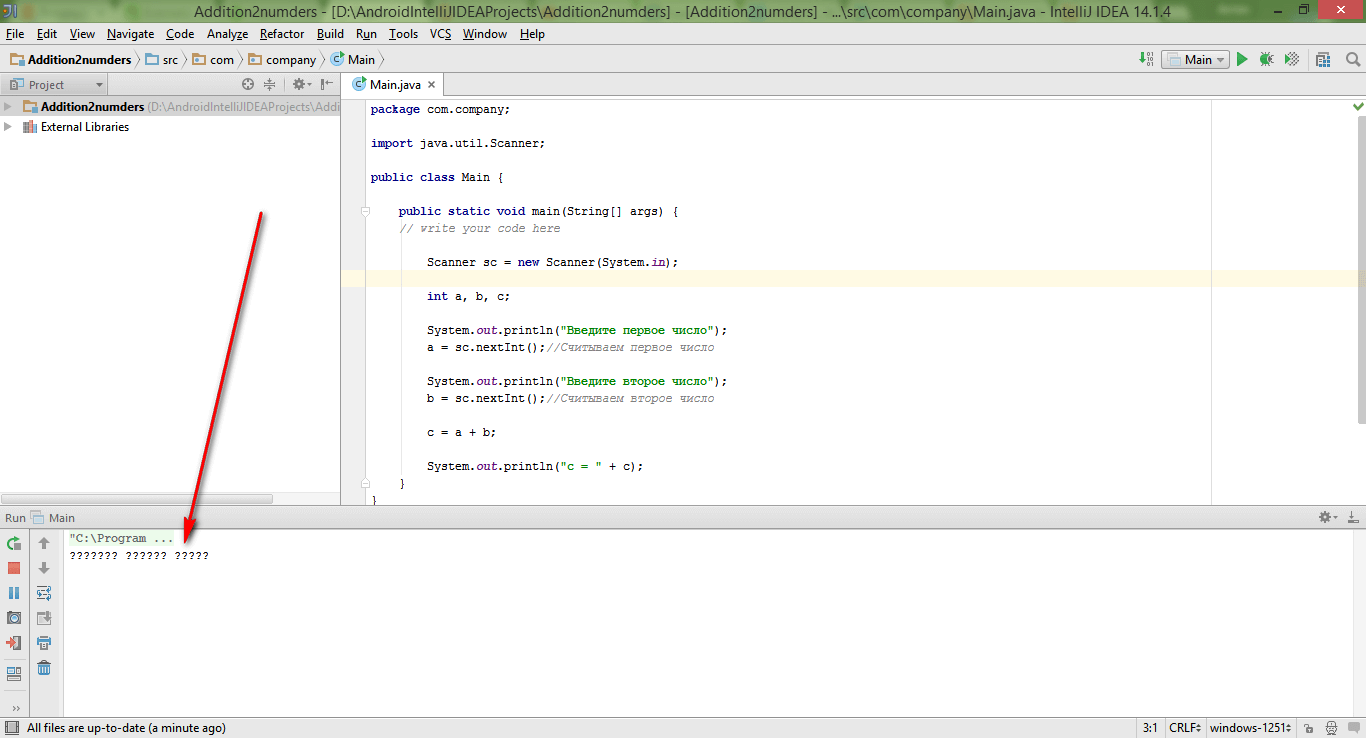 Addition2numders - [D:\AndroidIntelliJIDEAProjects\Addition2numders] - [Addition2numders] - ...\src\com\company\Main.java - IntelliJ IDEA 14.1.4
File Edit View Navigate Code Analyze Refactor Build Run Tools VCS Window Help
Addition2numders src com company Main
Main
Project
Main.java
Addition2numders (D:\AndroidIntelliJIDEAProjects\Addi
External Libraries
package com.company;
import java.util.Scanner;
public class Main {
public static void main(String[] args) {
// write your code here
Scanner sc = new Scanner(System.in);
int a, b, c;
System.out.println("Введите первое число");
a = sc.nextInt();//Считываем первое число
System.out.println("Введите второе число");
b = sc.nextInt();//Считываем второе число
c = a + b;
System.out.println("c = " + c);
}
}
Run Main
"C:\Program ...
??????? ?????? ?????
All files are up-to-date (a minute ago)
3:1 CRLF windows-1251